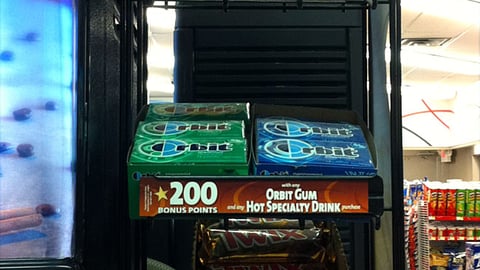 Orbit
Orbit
Orbit
Orbit
200
BONUS POINTS
with any
ORBIT GUM
and any HOT SPECIALTY DRINK purchase
TWIX